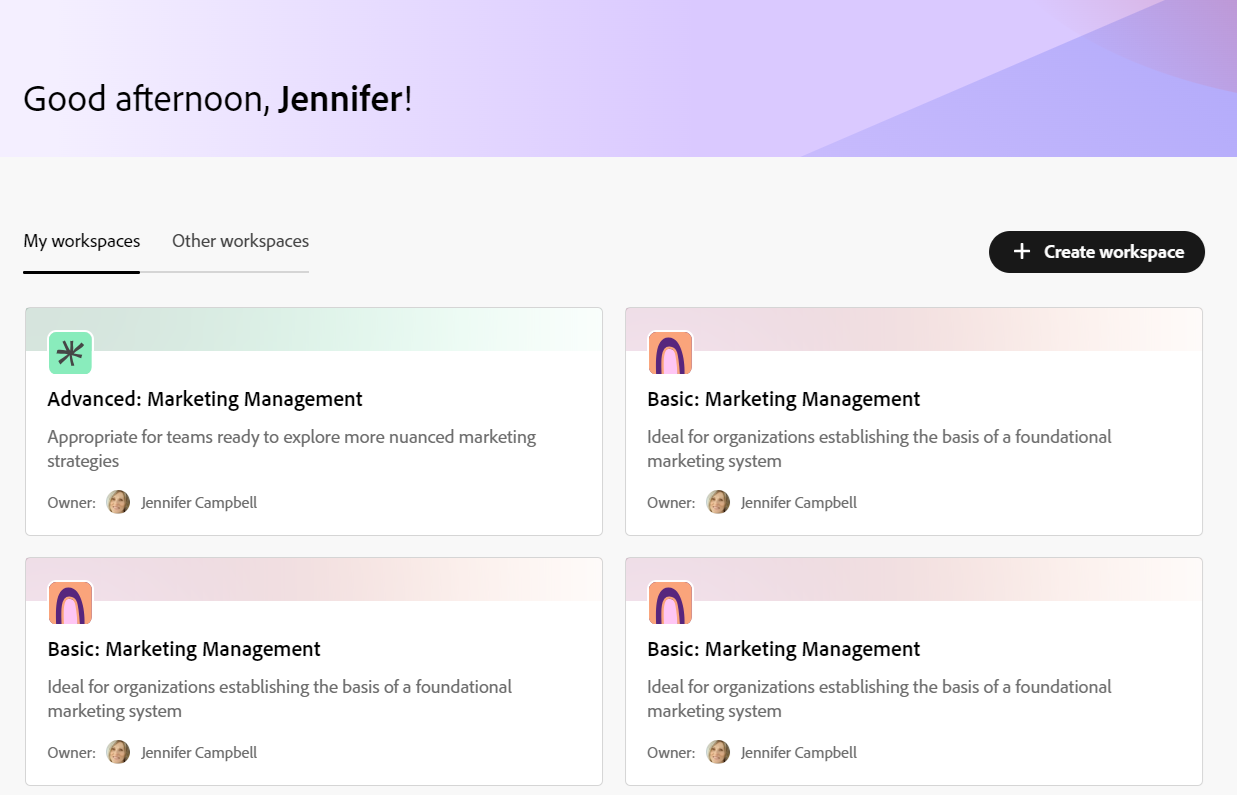 Good afternoon, Jennifer!
My workspaces
Other workspaces
+ Create workspace
Advanced: Marketing Management
Appropriate for teams ready to explore more nuanced marketing
strategies
Owner: Jennifer Campbell
Basic: Marketing Management
Ideal for organizations establishing the basis of a foundational
marketing system
Owner: Jennifer Campbell
Basic: Marketing Management
Ideal for organizations establishing the basis of a foundational
marketing system
Owner: Jennifer Campbell
Basic: Marketing Management
Ideal for organizations establishing the basis of a foundational
marketing system
Owner: Jennifer Campbell